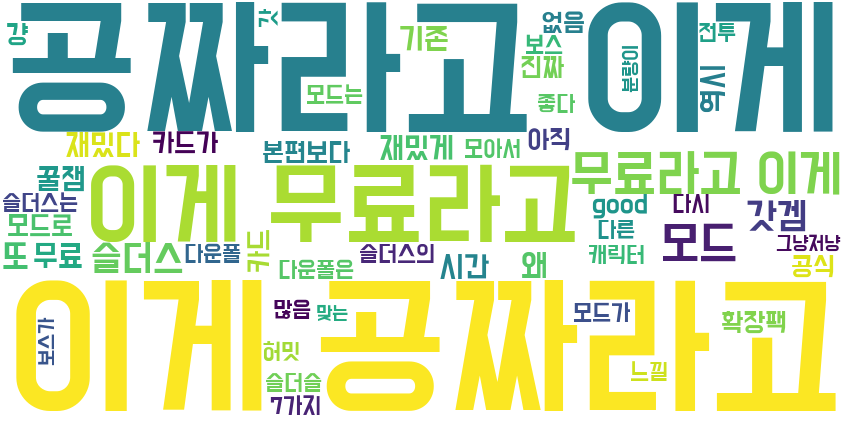 공짜라고 이게
걍
갓
기존
없음
보스
진짜
분량이
전투
역시
모드는
좋다
재밌다
카드가
본편보다
재밌게
모아서
아직
꿀잼
이게 무료라고
무료라고 이게
슬더스는
모드로
good
다시
갓겜
다른
모드
그냥저냥
또
무료
슬더스
다운폴
카드
다운폴은
슬더스의
시간
왜
캐릭터
공식
이게 공짜라고
보스가
많음
맞는
모드가
확장팩
허밋
느낄
슬더슬
7가지